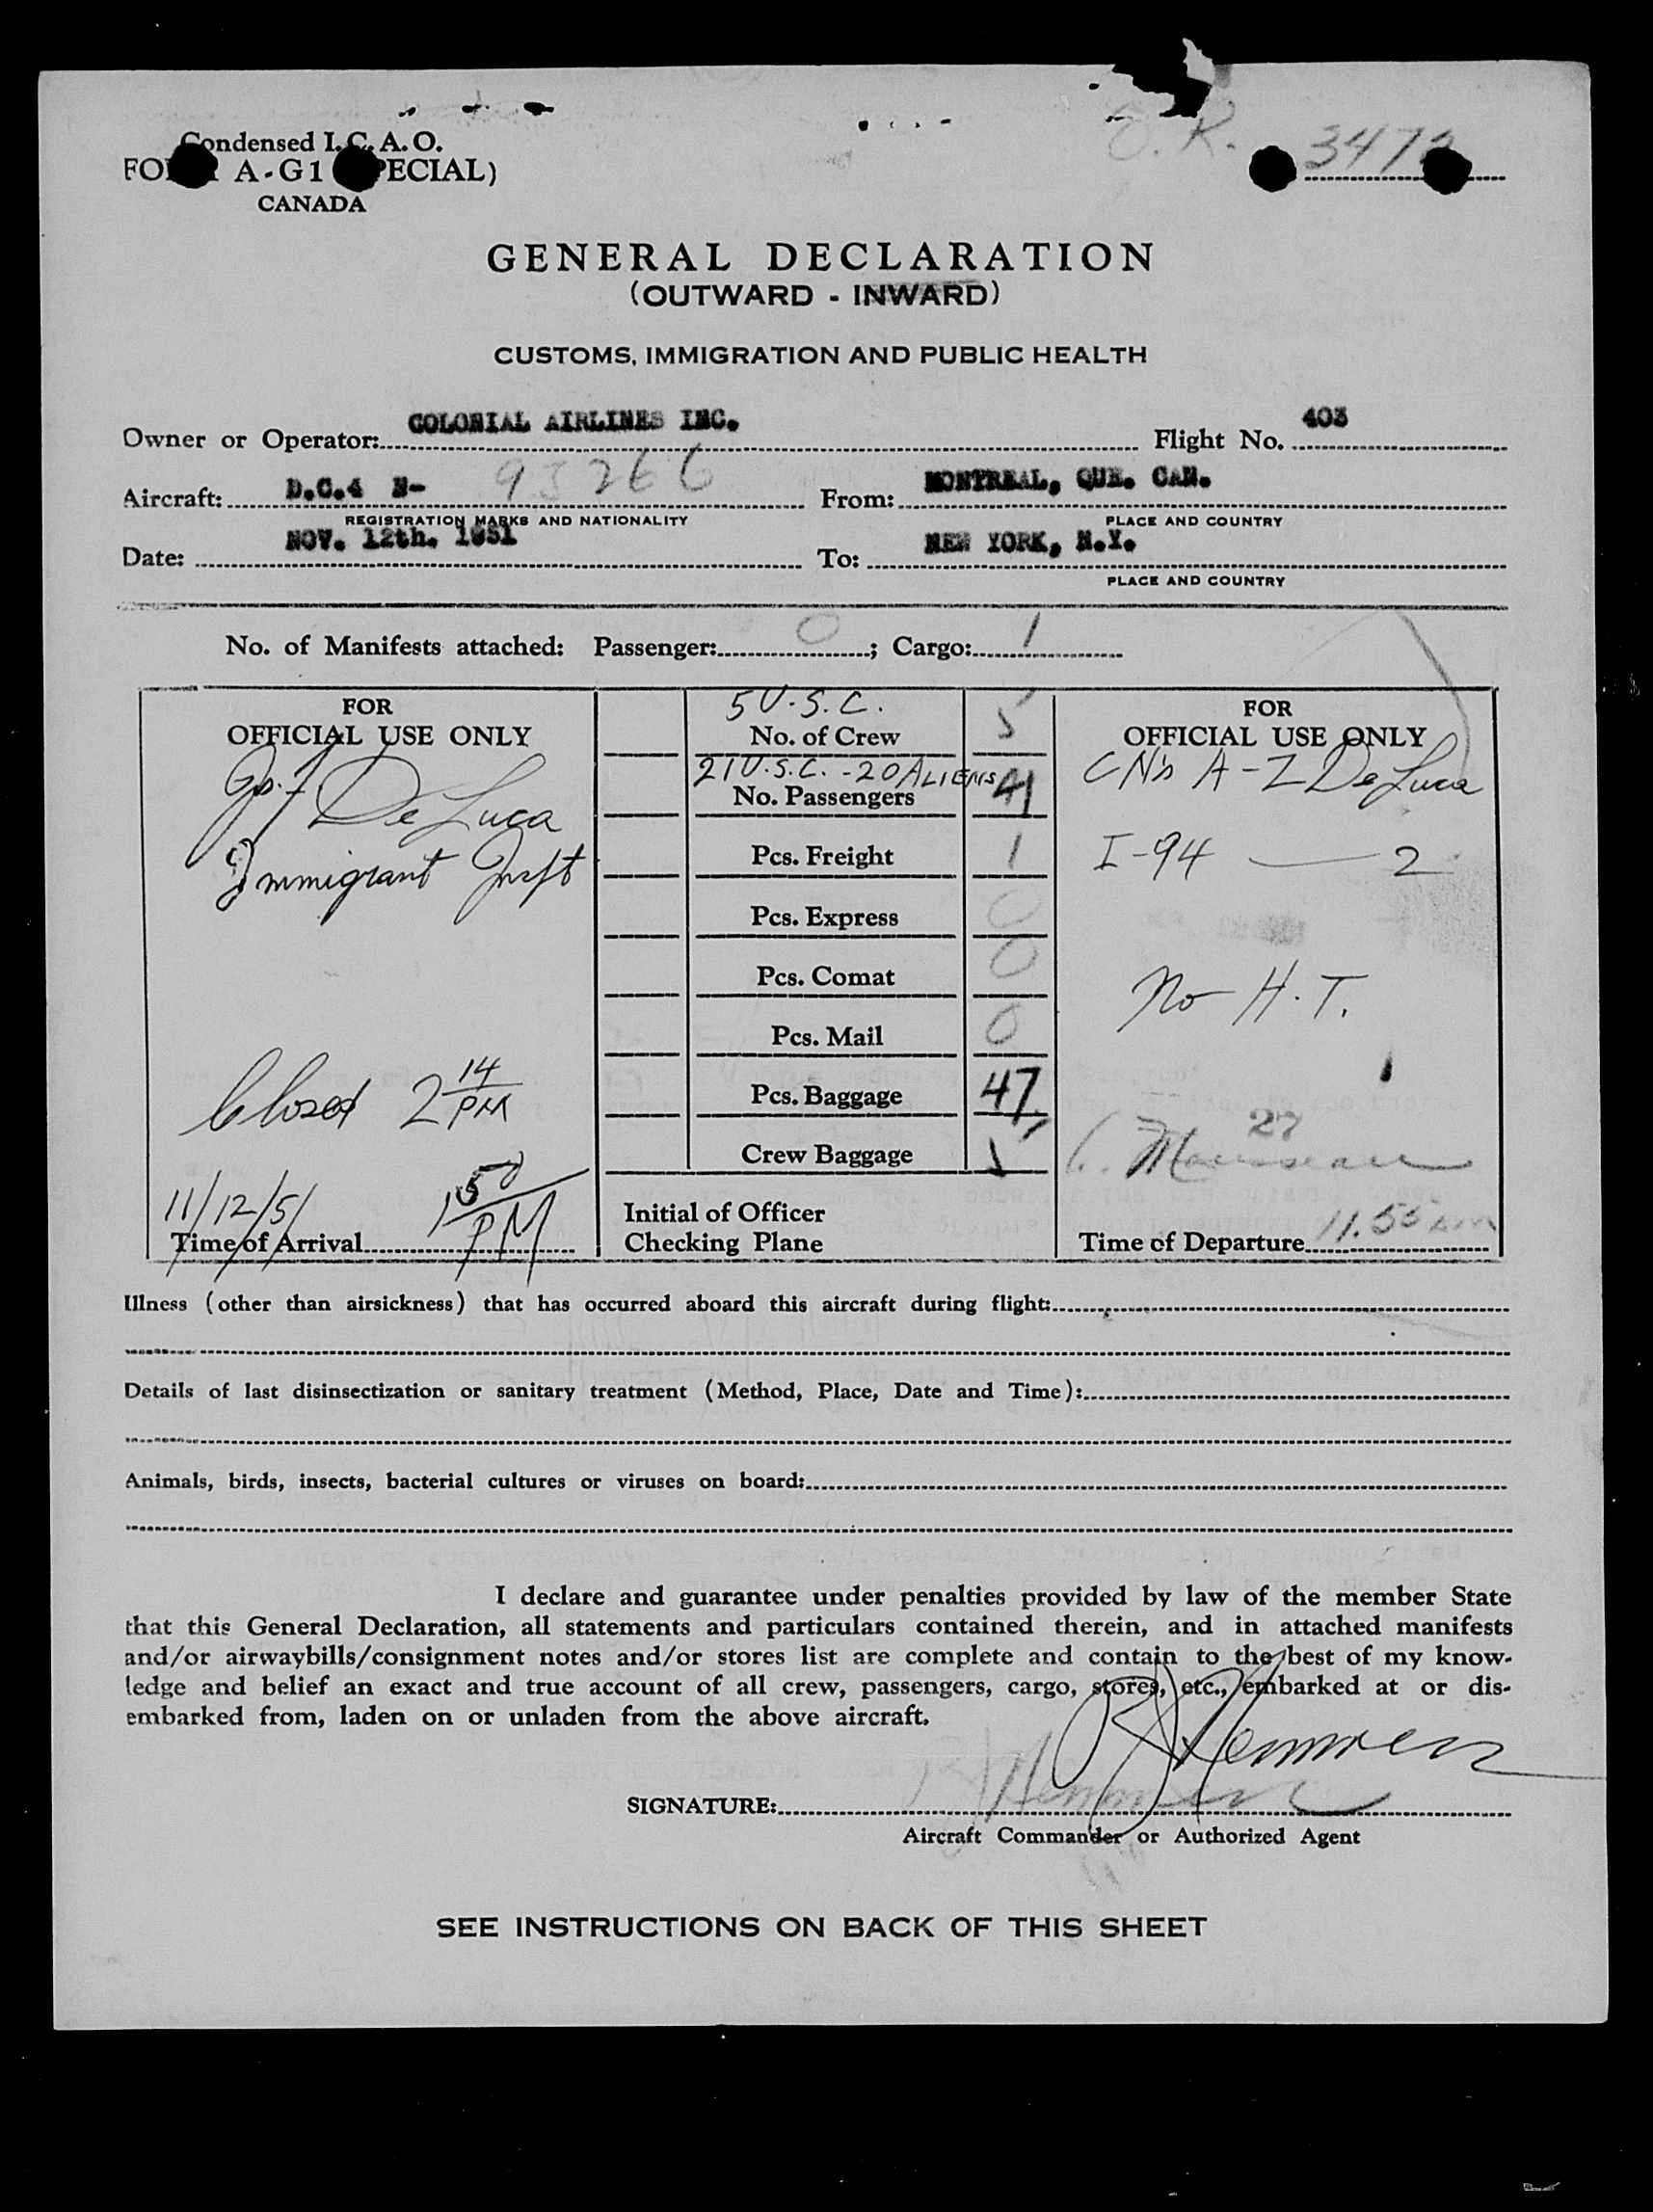 Condensed I.C.A.O.
A-G1
CANADA
O.K.
GENERAL DECLARATION
(OUTWARD - INWARD)
CUSTOMS, IMMIGRATION AND PUBLIC HEALTH
Owner or Operator: COLONIAL AIRLINES INC. Flight No. 403
Aircraft: D.C.4 N- 93266 From: MONTREAL, QUE. CAN.
REGISTRATION MARKS AND NATIONALITY PLACE AND COUNTRY
Date: NOV. 12th. 1951 To: NEW YORK, N.Y.
PLACE AND COUNTRY
No. of Manifests attached: Passenger: 0; Cargo: 1
FOR
OFFICIAL USE ONLY
De Luca
Immigrant Inspt
Closed 2 14 PM
11/12/51 1 50 PM
Time of Arrival
5 U.S.C.
No. of Crew 5
21 U.S.C. - 20 ALIENS
No. Passengers 41
Pcs. Freight 1
Pcs. Express 0
Pcs. Comat 0
Pcs. Mail 0
Pcs. Baggage 47
Crew Baggage 5
Initial of Officer
Checking Plane
FOR
OFFICIAL USE ONLY
A-Z De Luca
I-94 — 2
No H.T.
27
Time of Departure 11.55 AM
Illness (other than airsickness) that has occurred aboard this aircraft during flight:
Details of last disinsectization or sanitary treatment (Method, Place, Date and Time):
Animals, birds, insects, bacterial cultures or viruses on board:
I declare and guarantee under penalties provided by law of the member State
that this General Declaration, all statements and particulars contained therein, and in attached manifests
and/or airwaybills/consignment notes and/or stores list are complete and contain to the best of my know-
ledge and belief an exact and true account of all crew, passengers, cargo, stores, etc., embarked at or dis-
embarked from, laden on or unladen from the above aircraft.
SIGNATURE:
Aircraft Commander or Authorized Agent
SEE INSTRUCTIONS ON BACK OF THIS SHEET